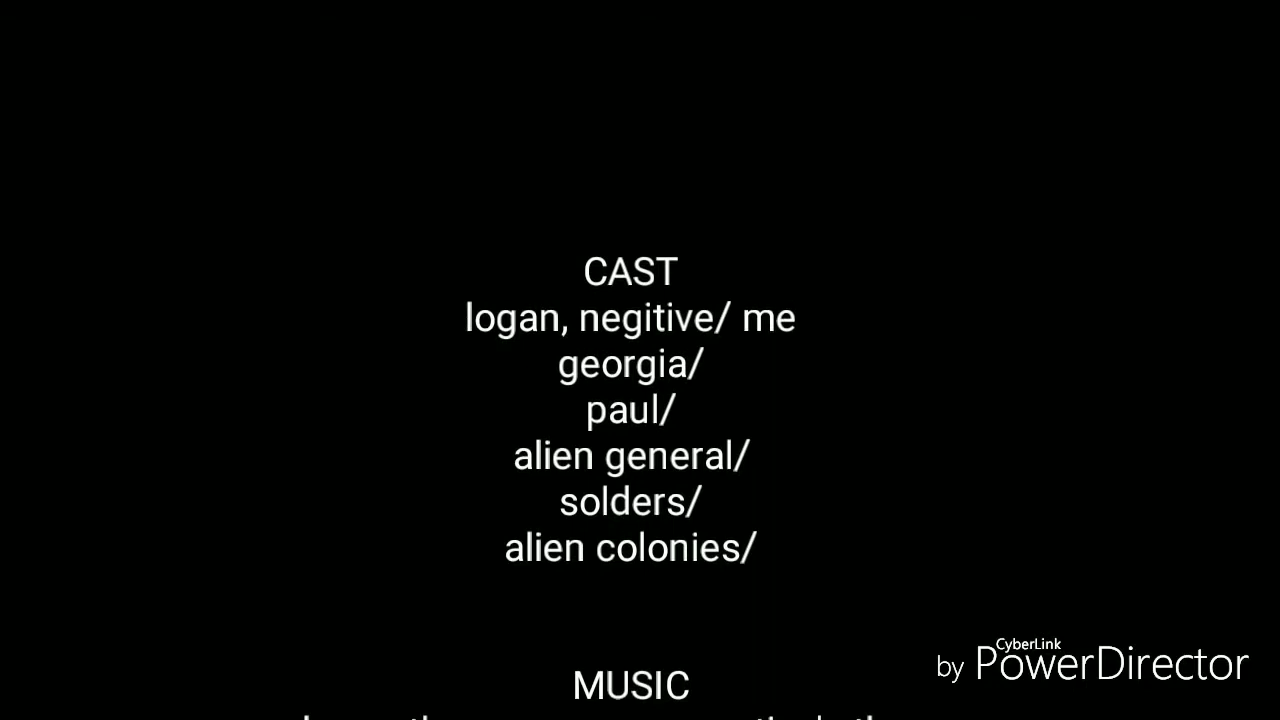 CAST
logan, negitive/ me
georgia/
paul/
alien general/
solders/
alien colonies/
MUSIC
CyberLink
by PowerDirector